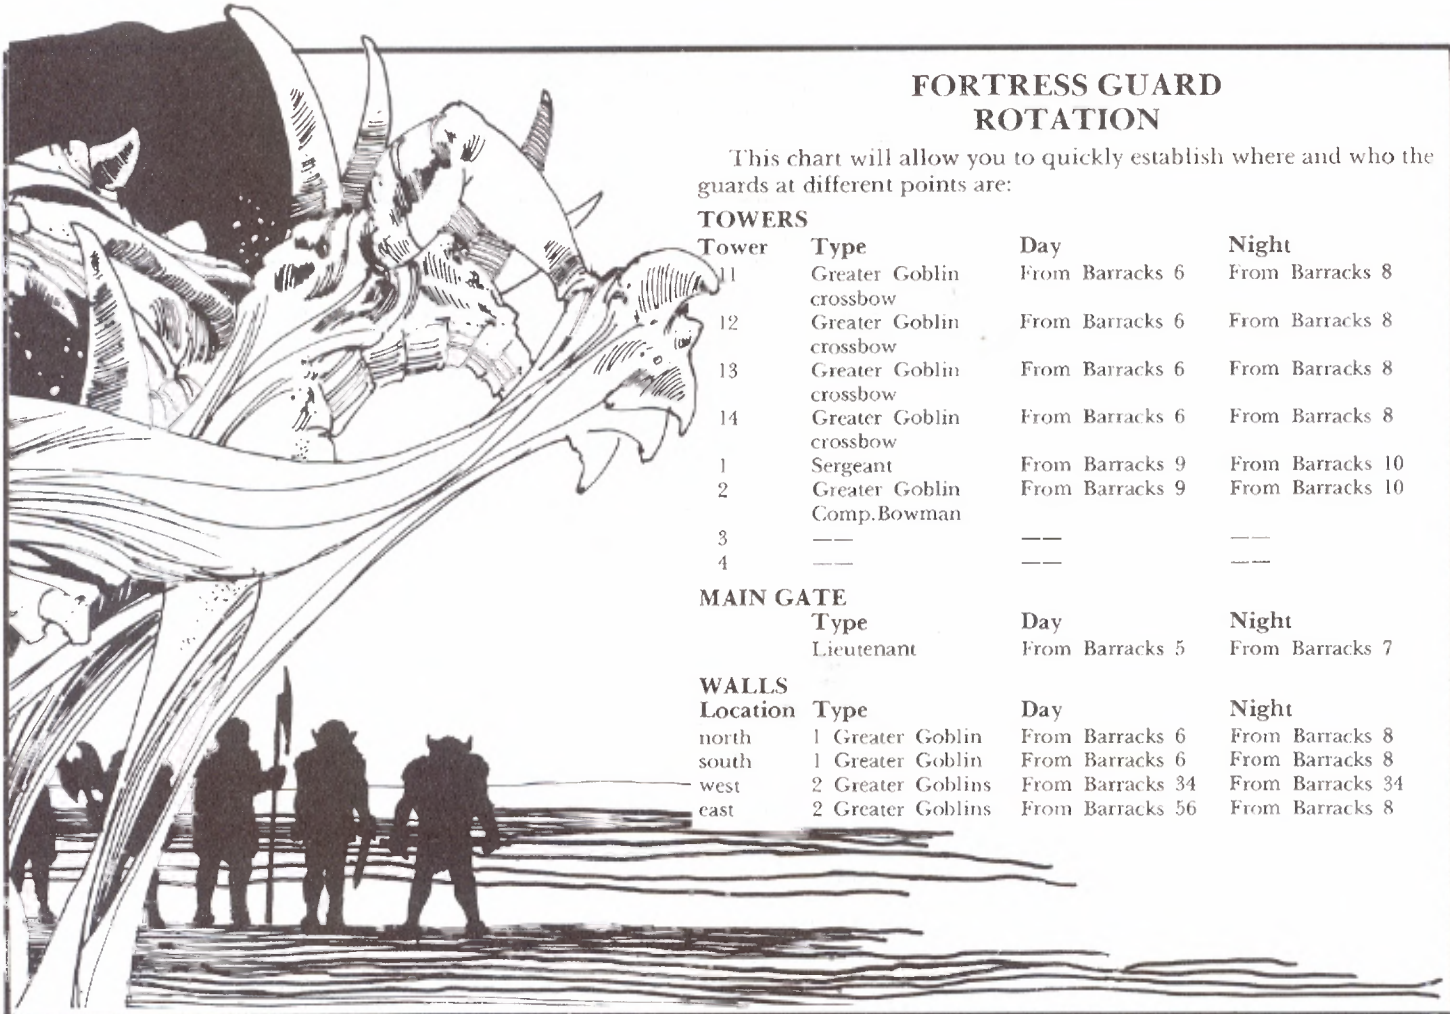 FORTRESS GUARD
ROTATION
This chart will allow you to quickly establish where and who the
guards at different points are:
TOWERS
Tower Type Day Night
11 Greater Goblin From Barracks 6 From Barracks 8
crossbow
12 Greater Goblin From Barracks 6 From Barracks 8
crossbow
13 Greater Goblin From Barracks 6 From Barracks 8
crossbow
14 Greater Goblin From Barracks 6 From Barracks 8
crossbow
1 Sergeant From Barracks 9 From Barracks 10
2 Greater Goblin From Barracks 9 From Barracks 10
Comp.Bowman
3 —— —— ——
4 —— —— ——
MAIN GATE
Type Day Night
Lieutenant From Barracks 5 From Barracks 7
WALLS
Location Type Day Night
north 1 Greater Goblin From Barracks 6 From Barracks 8
south 1 Greater Goblin From Barracks 6 From Barracks 8
west 2 Greater Goblins From Barracks 34 From Barracks 34
east 2 Greater Goblins From Barracks 56 From Barracks 8